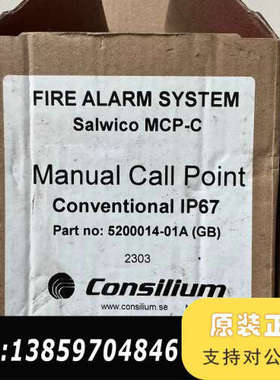 FIRE ALARM SYSTEM
Salwico MCP-C
Manual Call Point
Conventional IP67
Part no: 5200014-01A (GB)
2303
Consilium
www.consilium.se
原装正
:13859704846
支持对公